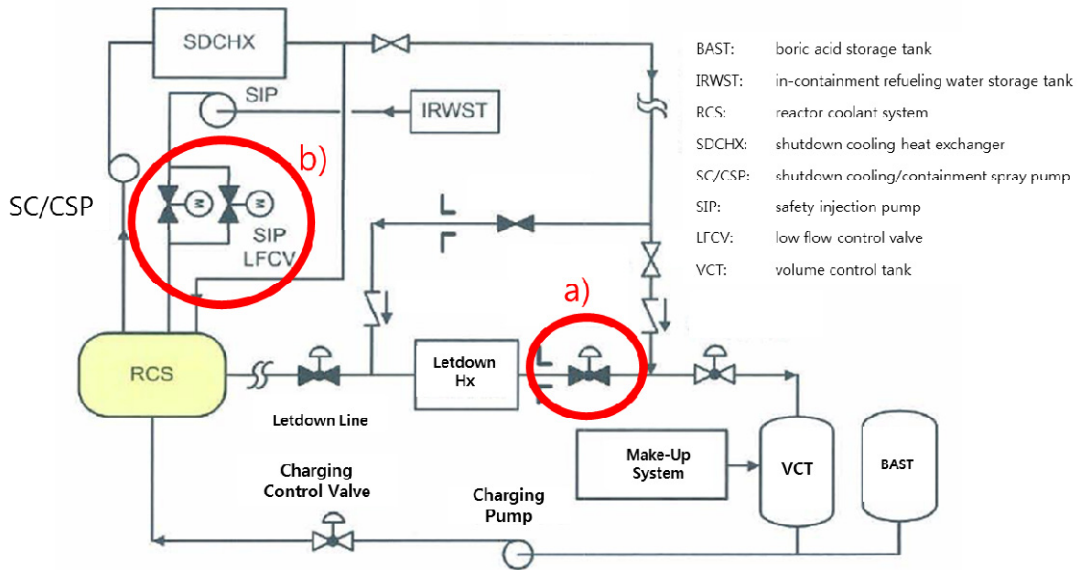 SDCHX
SIP
IRWST
b)
SC/CSP
M
M
SIP
LFCV
a)
RCS
Letdown
Hx
Letdown Line
Make-Up
System
VCT
BAST
Charging
Control Valve
Charging
Pump
BAST: boric acid storage tank
IRWST: in-containment refueling water storage tank
RCS: reactor coolant system
SDCHX: shutdown cooling heat exchanger
SC/CSP: shutdown cooling/containment spray pump
SIP: safety injection pump
LFCV: low flow control valve
VCT: volume control tank